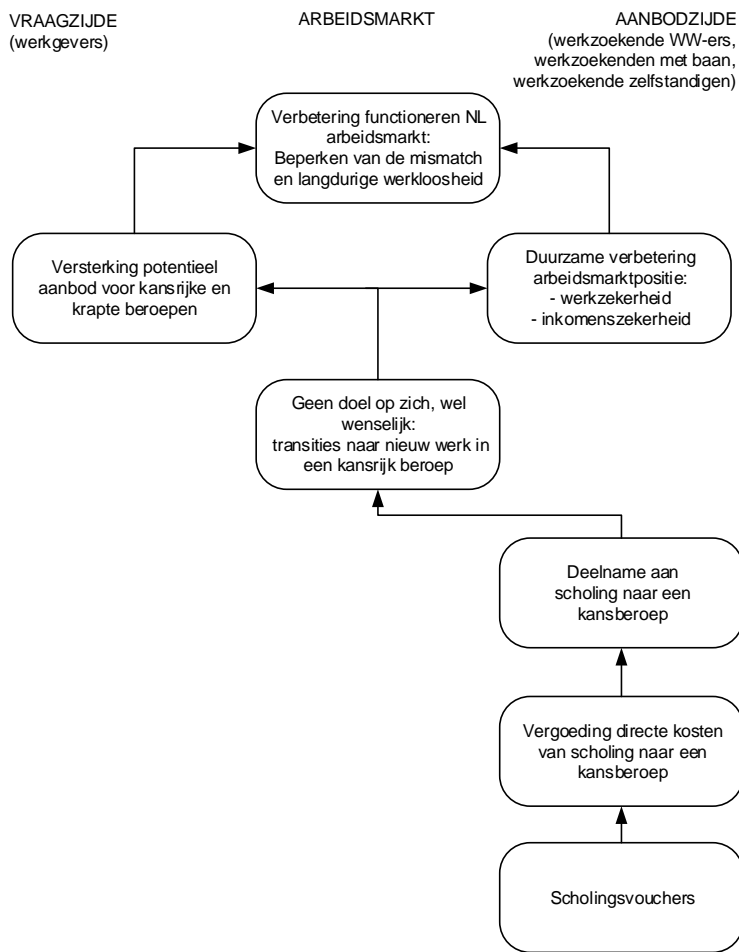 VRAAGZIJDE
(werkgevers)
ARBEIDSMARKT
AANBODZIJDE
(werkzoekende WW-ers,
werkzoekenden met baan,
werkzoekende zelfstandigen)
Verbetering functioneren NL
arbeidsmarkt:
Beperken van de mismatch
en langdurige werkloosheid
Versterking potentieel
aanbod voor kansrijke en
krapte beroepen
Duurzame verbetering
arbeidsmarktpositie:
- werkzekerheid
- inkomenszekerheid
Geen doel op zich, wel
wenselijk:
transities naar nieuw werk in
een kansrijk beroep
Deelname aan
scholing naar een
kansberoep
Vergoeding directe kosten
van scholing naar een
kansberoep
Scholingsvouchers